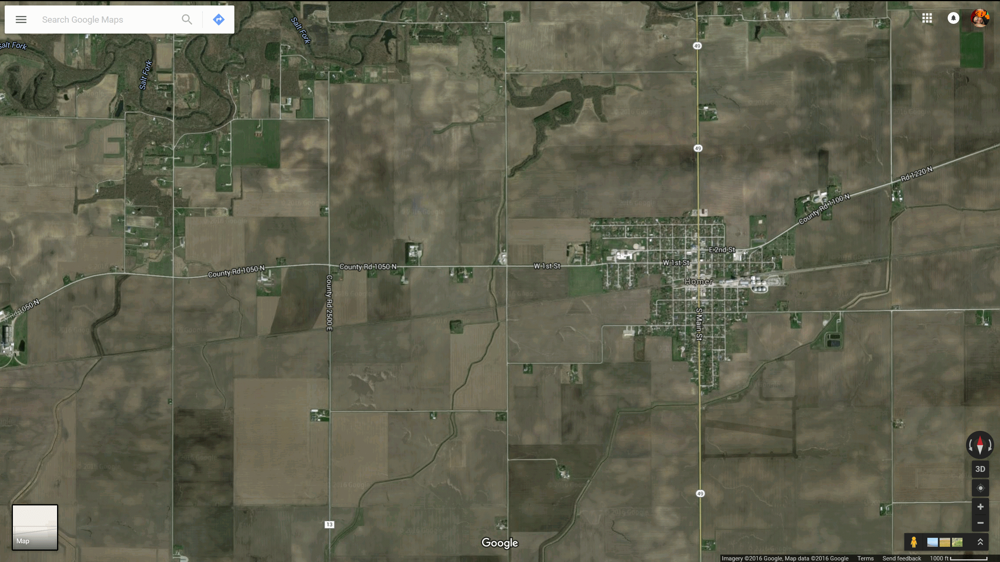 Search Google Maps
Salt Fork
Salt Fork
Salt Fork
49
49
Rd 1220 N
County Rd 1100 N
E 2nd St
W 1st St
W 1st St
County Rd 1050 N
County Rd 1050 N
Rd 1050 N
Homer
County Rd 2500 E
S Main St
49
13
3D
Map
Google
Imagery ©2016 Google, Map data ©2016 Google Terms Send feedback 1000 ft